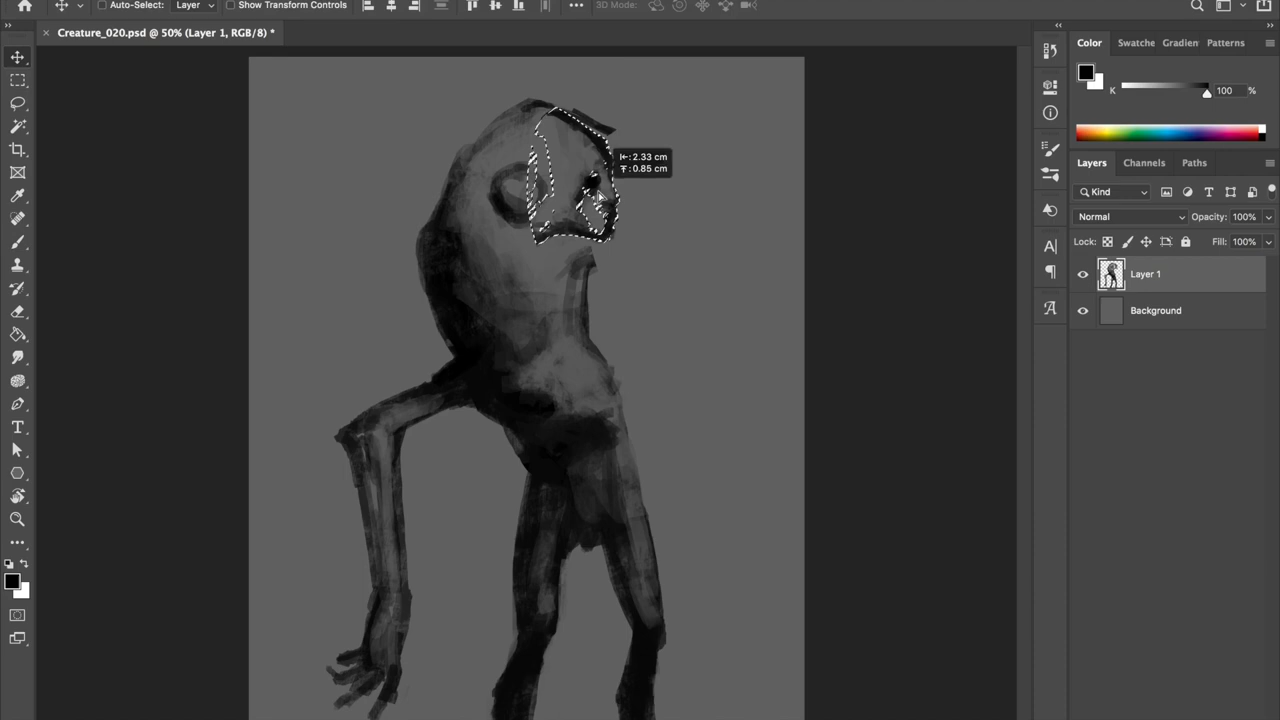 Auto-Select: Layer Show Transform Controls ••• 3D Mode:
× Creature_020.psd @ 50% (Layer 1, RGB/8) *
Color Swatche Gradien Patterns
K 100 %
: 2.33 cm
: 0.85 cm
Layers Channels Paths
Kind
Normal Opacity: 100%
Lock: Fill: 100%
Layer 1
Background